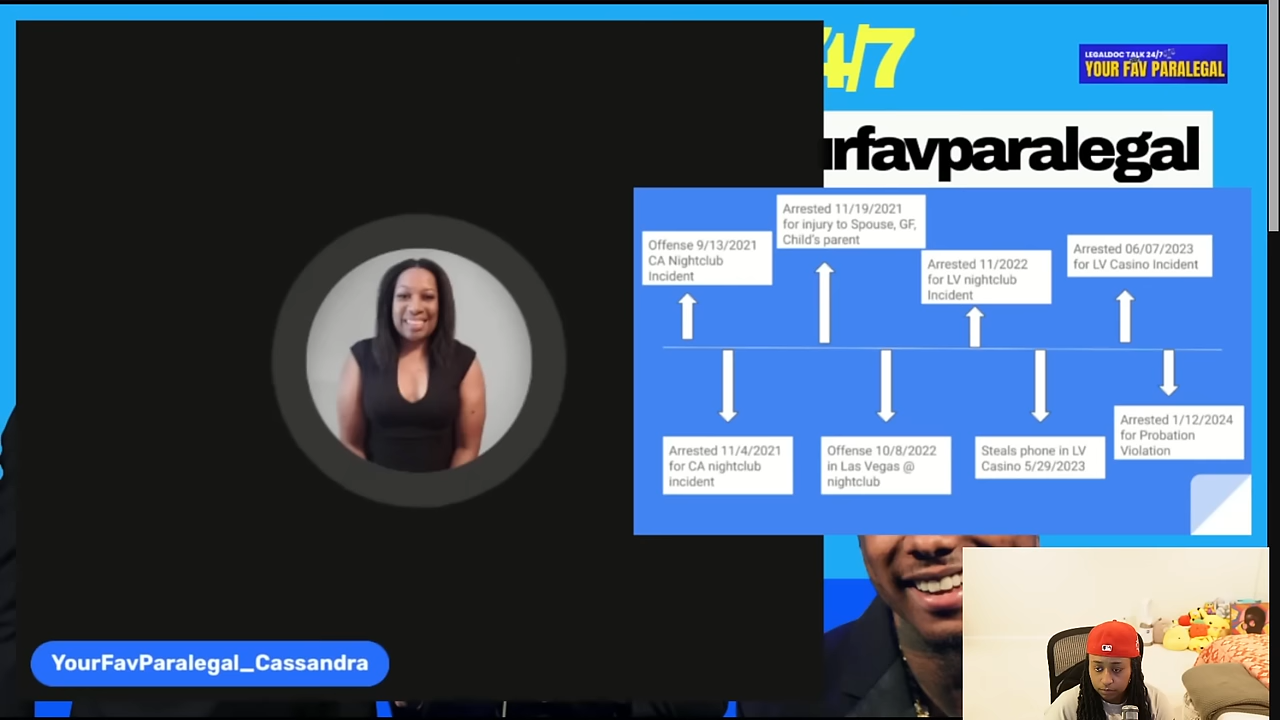 4/7
LEGALDOC TALK 24/7
YOUR FAV PARALEGAL
urfavparalegal
Offense 9/13/2021
CA Nightclub
Incident
Arrested 11/19/2021
for injury to Spouse, GF,
Child's parent
Arrested 11/2022
for LV nightclub
Incident
Arrested 06/07/2023
for LV Casino Incident
Arrested 11/4/2021
for CA nightclub
incident
Offense 10/8/2022
in Las Vegas @
nightclub
Steals phone in LV
Casino 5/29/2023
Arrested 1/12/2024
for Probation
Violation
YourFavParalegal_Cassandra